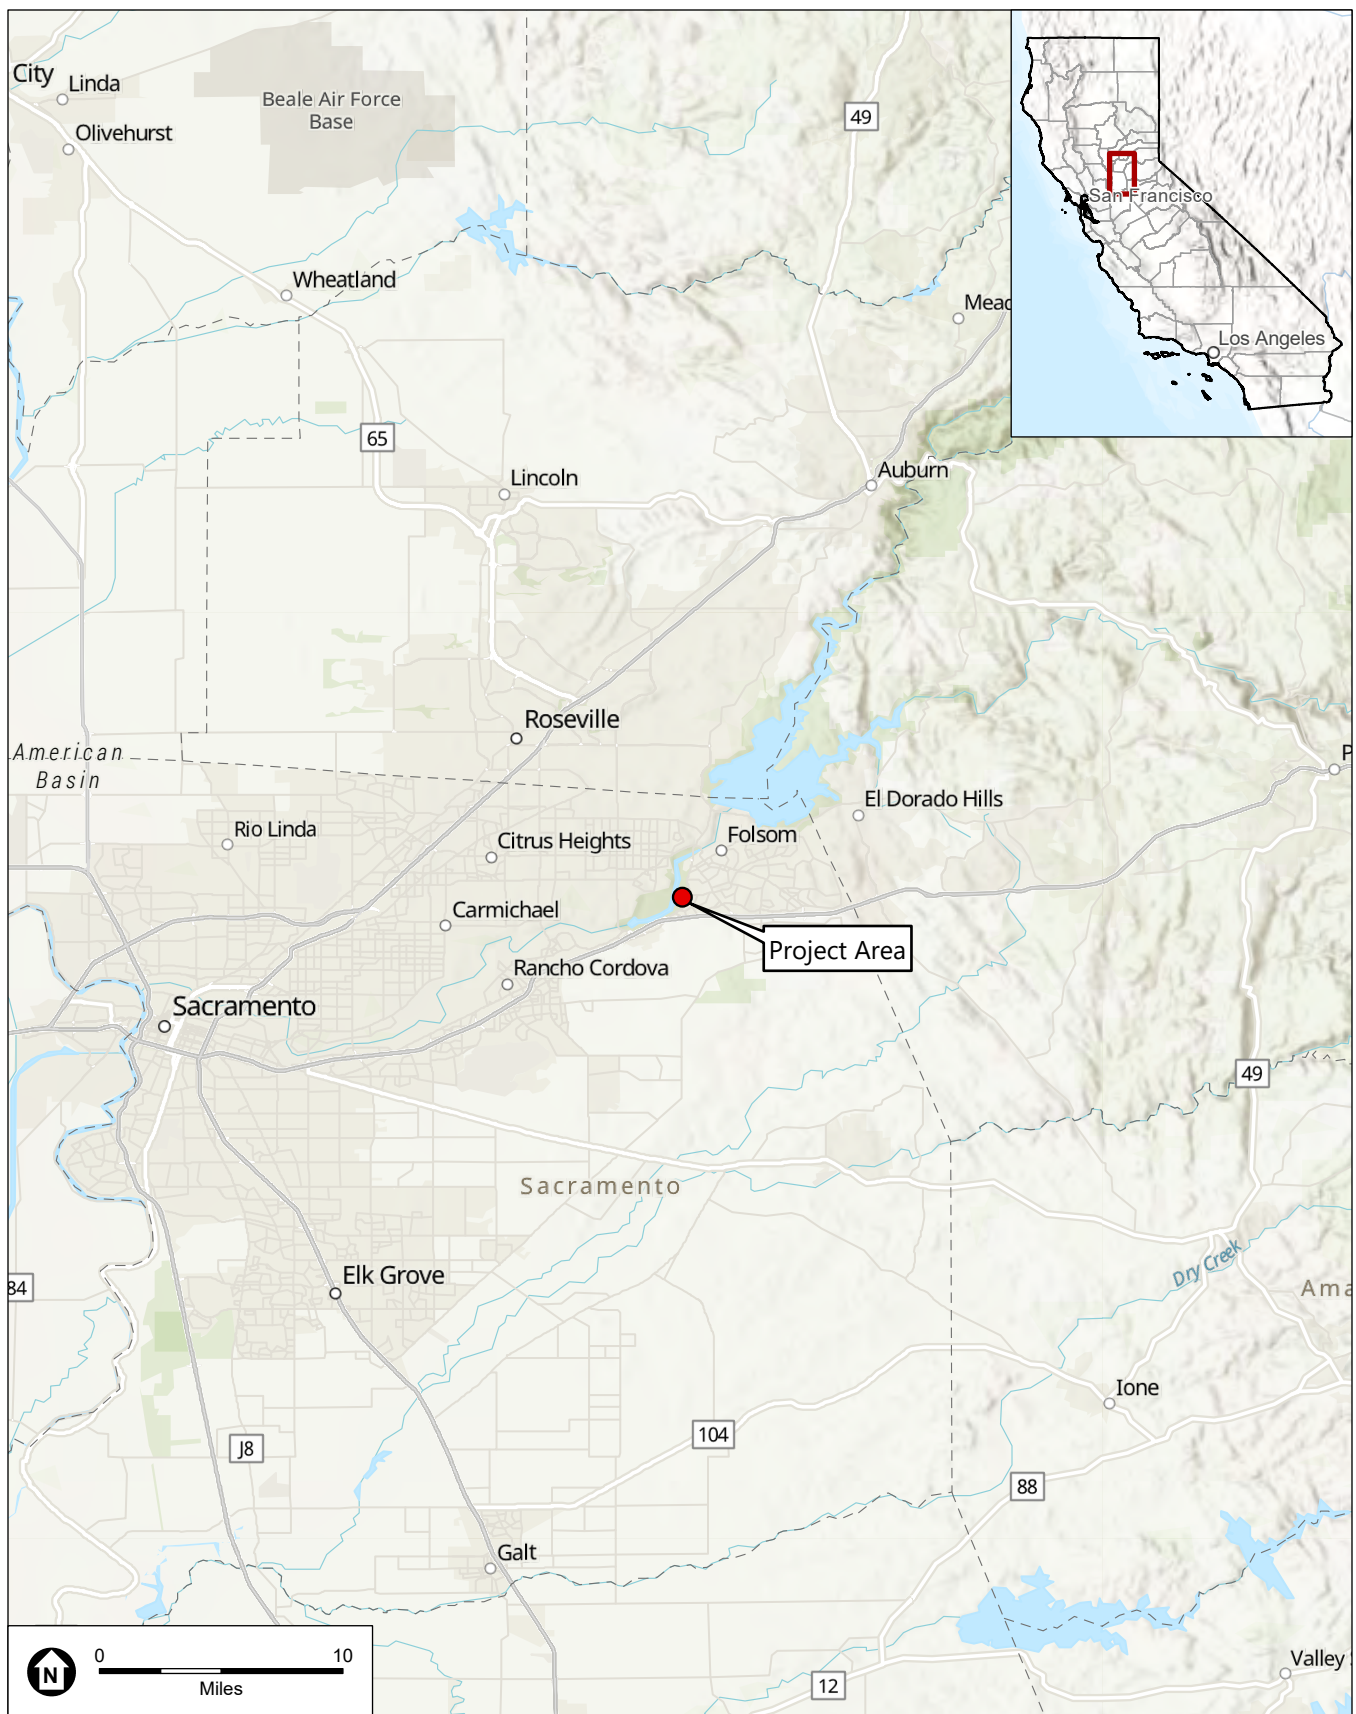 City
Linda
Olivehurst
Beale Air Force
Base
49
San Francisco
Los Angeles
Wheatland
Mead
65
Lincoln
Auburn
Roseville
American
Basin
P
El Dorado Hills
Rio Linda
Citrus Heights
Folsom
Carmichael
Project Area
Rancho Cordova
Sacramento
49
Sacramento
Dry Creek
84
Elk Grove
Ama
Ione
J8
104
88
Galt
N
0
10
Miles
12
Valley